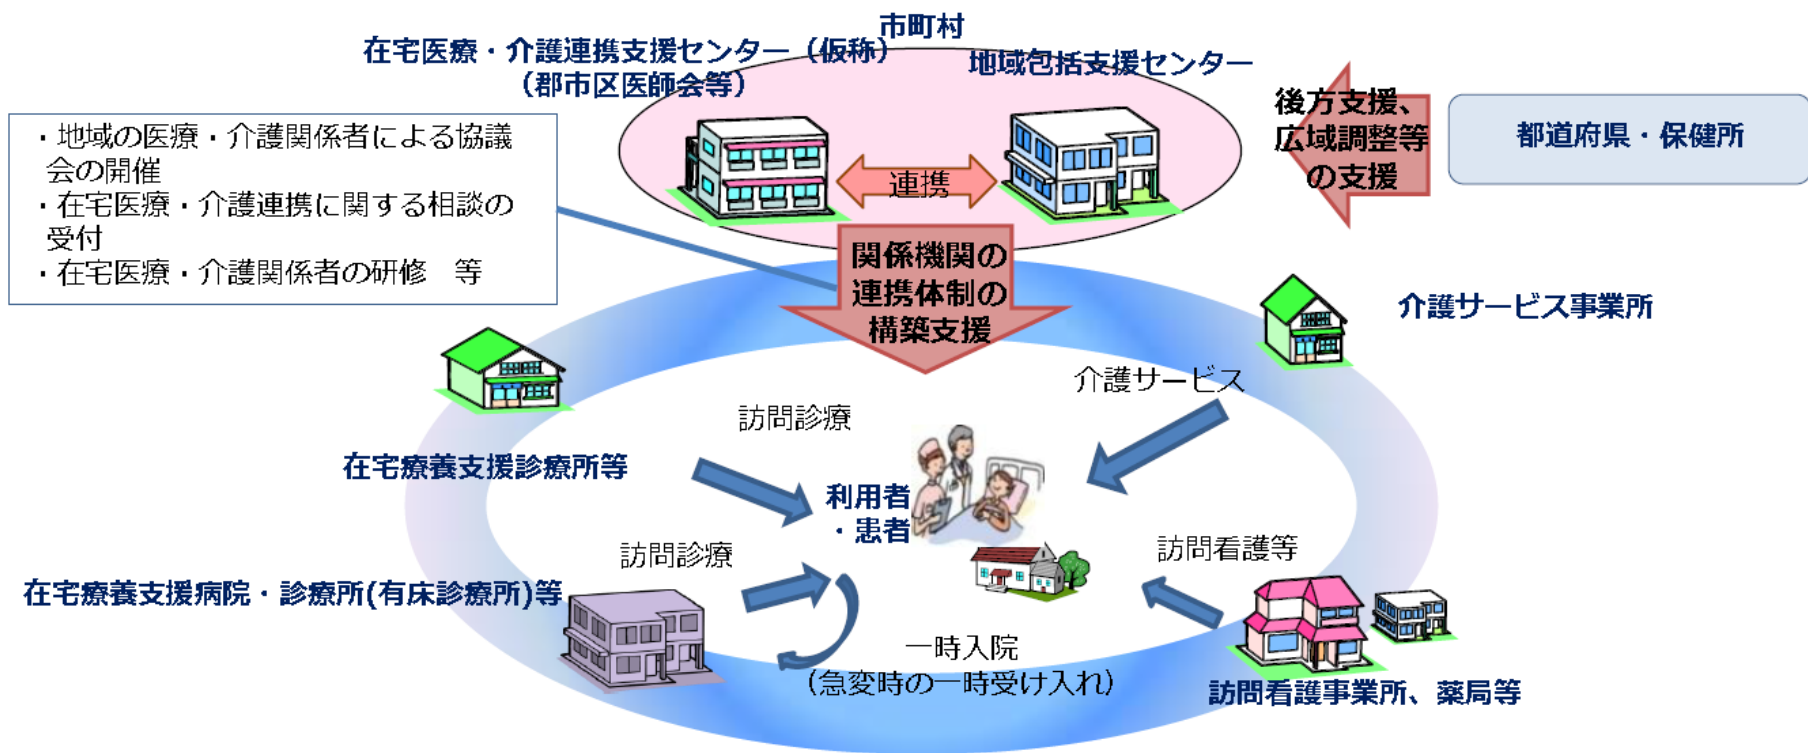 市町村
在宅医療・介護連携支援センター（仮称）
（郡市区医師会等）
地域包括支援センター
後方支援、
広域調整等
の支援
都道府県・保健所
・地域の医療・介護関係者による協議
会の開催
・在宅医療・介護連携に関する相談の
受付
・在宅医療・介護関係者の研修　等
連携
関係機関の
連携体制の
構築支援
介護サービス事業所
介護サービス
訪問診療
在宅療養支援診療所等
利用者
・患者
訪問診療
訪問看護等
在宅療養支援病院・診療所(有床診療所)等
一時入院
(急変時の一時受け入れ)
訪問看護事業所、薬局等